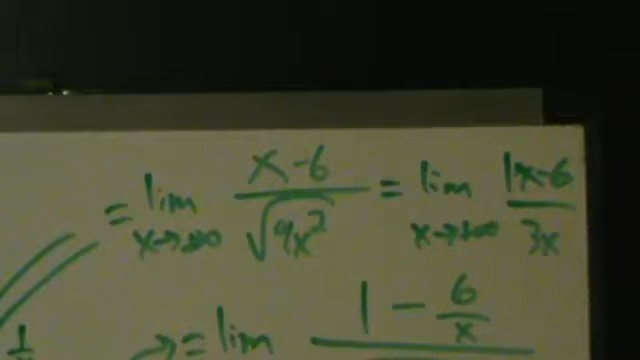 = lim x→∞ x-6 / √9x² = lim x→∞ 1x-6 / 3x
→ = lim 1 - 6/x